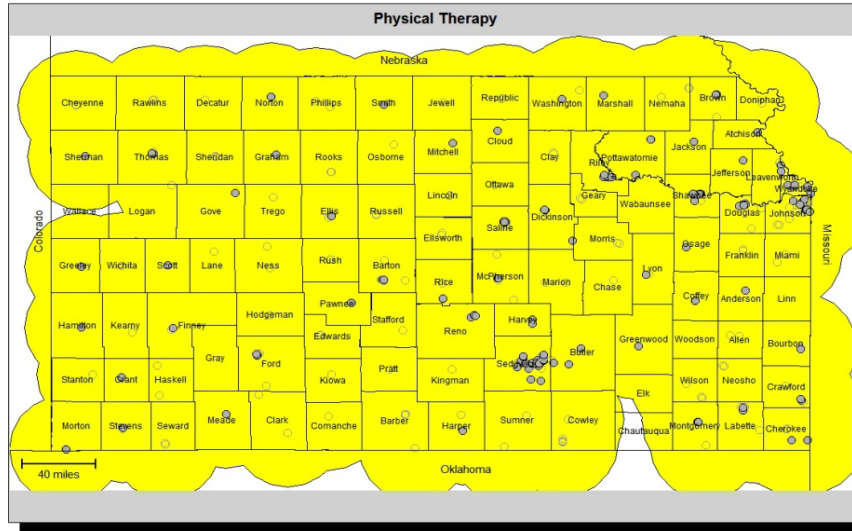 Physical Therapy
Nebraska
Cheyenne Rawlins Decatur Norton Phillips Smith Jewell Republic Washington Marshall Nemaha Brown Doniphan
Sherman Thomas Sheridan Graham Rooks Osborne Mitchell Cloud Clay Riley Pottawatomie Jackson Atchison
Jefferson Leavenworth
Wyandotte
Wallace Logan Gove Trego Ellis Russell Lincoln Ottawa Dickinson Geary Wabaunsee Shawnee Douglas Johnson
Colorado
Missouri
Saline
Ellsworth Morris Osage
Greeley Wichita Scott Lane Ness Rush Barton Rice McPherson Marion Chase Lyon Franklin Miami
Hamilton Kearny Finney Hodgeman Pawnee Stafford Reno Harvey Coffey Anderson Linn
Gray Ford Edwards Greenwood Woodson Allen Bourbon
Stanton Grant Haskell Kiowa Pratt Kingman Sedgwick Butler Elk Wilson Neosho Crawford
Morton Stevens Seward Meade Clark Comanche Barber Harper Sumner Cowley Chautauqua Montgomery Labette Cherokee
40 miles
Oklahoma